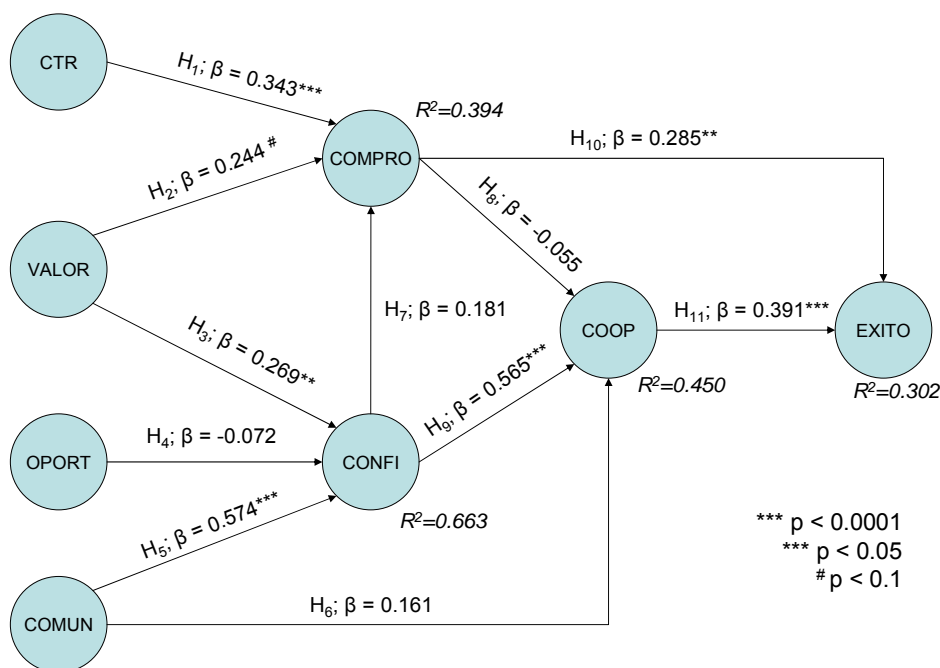 CTR
H1; β = 0.343***
R²=0.394
COMPRO
H10; β = 0.285**
H2; β = 0.244 #
H8; β = -0.055
VALOR
H7; β = 0.181
COOP
H11; β = 0.391***
EXITO
H3; β = 0.269**
R²=0.450
R²=0.302
H9; β = 0.565***
OPORT
H4; β = -0.072
CONFI
R²=0.663
H5; β = 0.574***
*** p < 0.0001
*** p < 0.05
# p < 0.1
COMUN
H6; β = 0.161